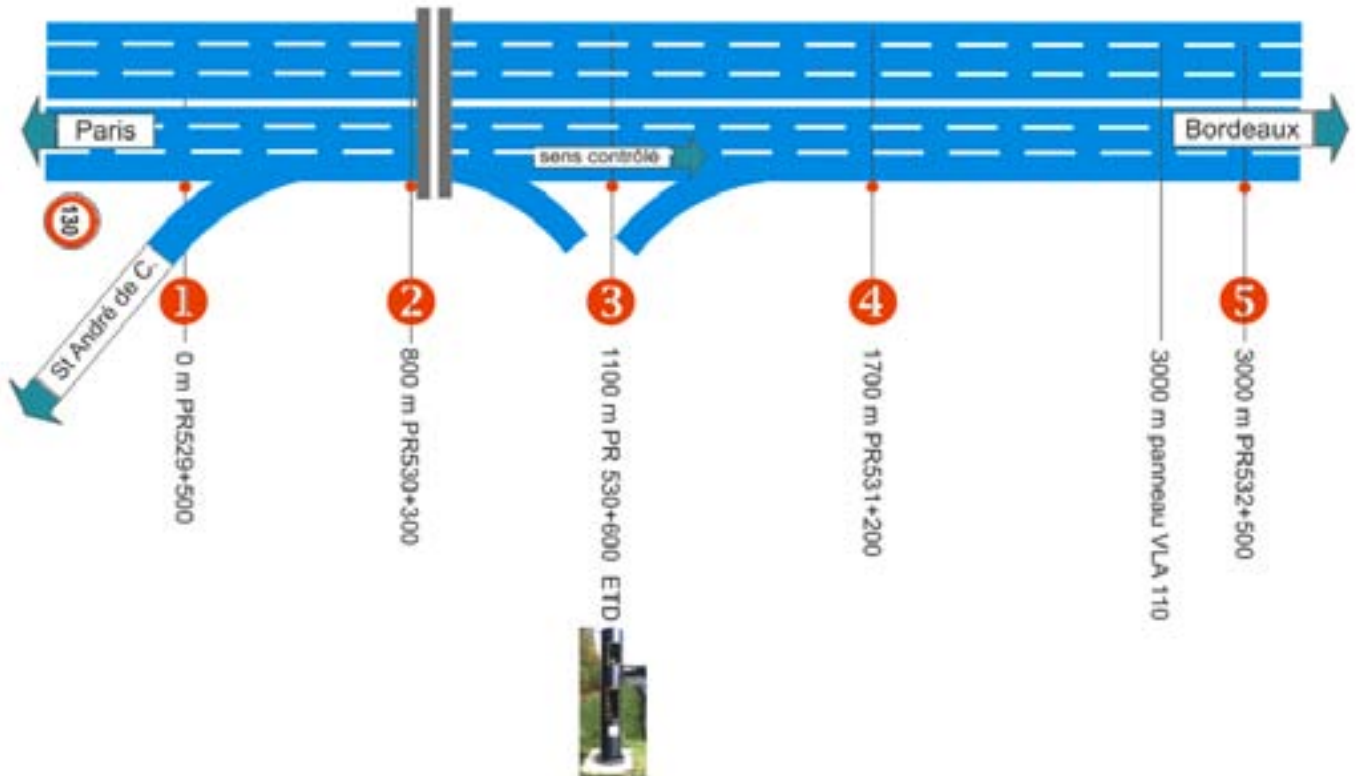 Paris
Bordeaux
sens contrôlé
130
St André de C.
1
2
3
4
5
0 m PR529+500
800 m PR530+300
1100 m PR 530+600 ETD
1700 m PR531+200
3000 m panneau VLA 110
3000 m PR532+500